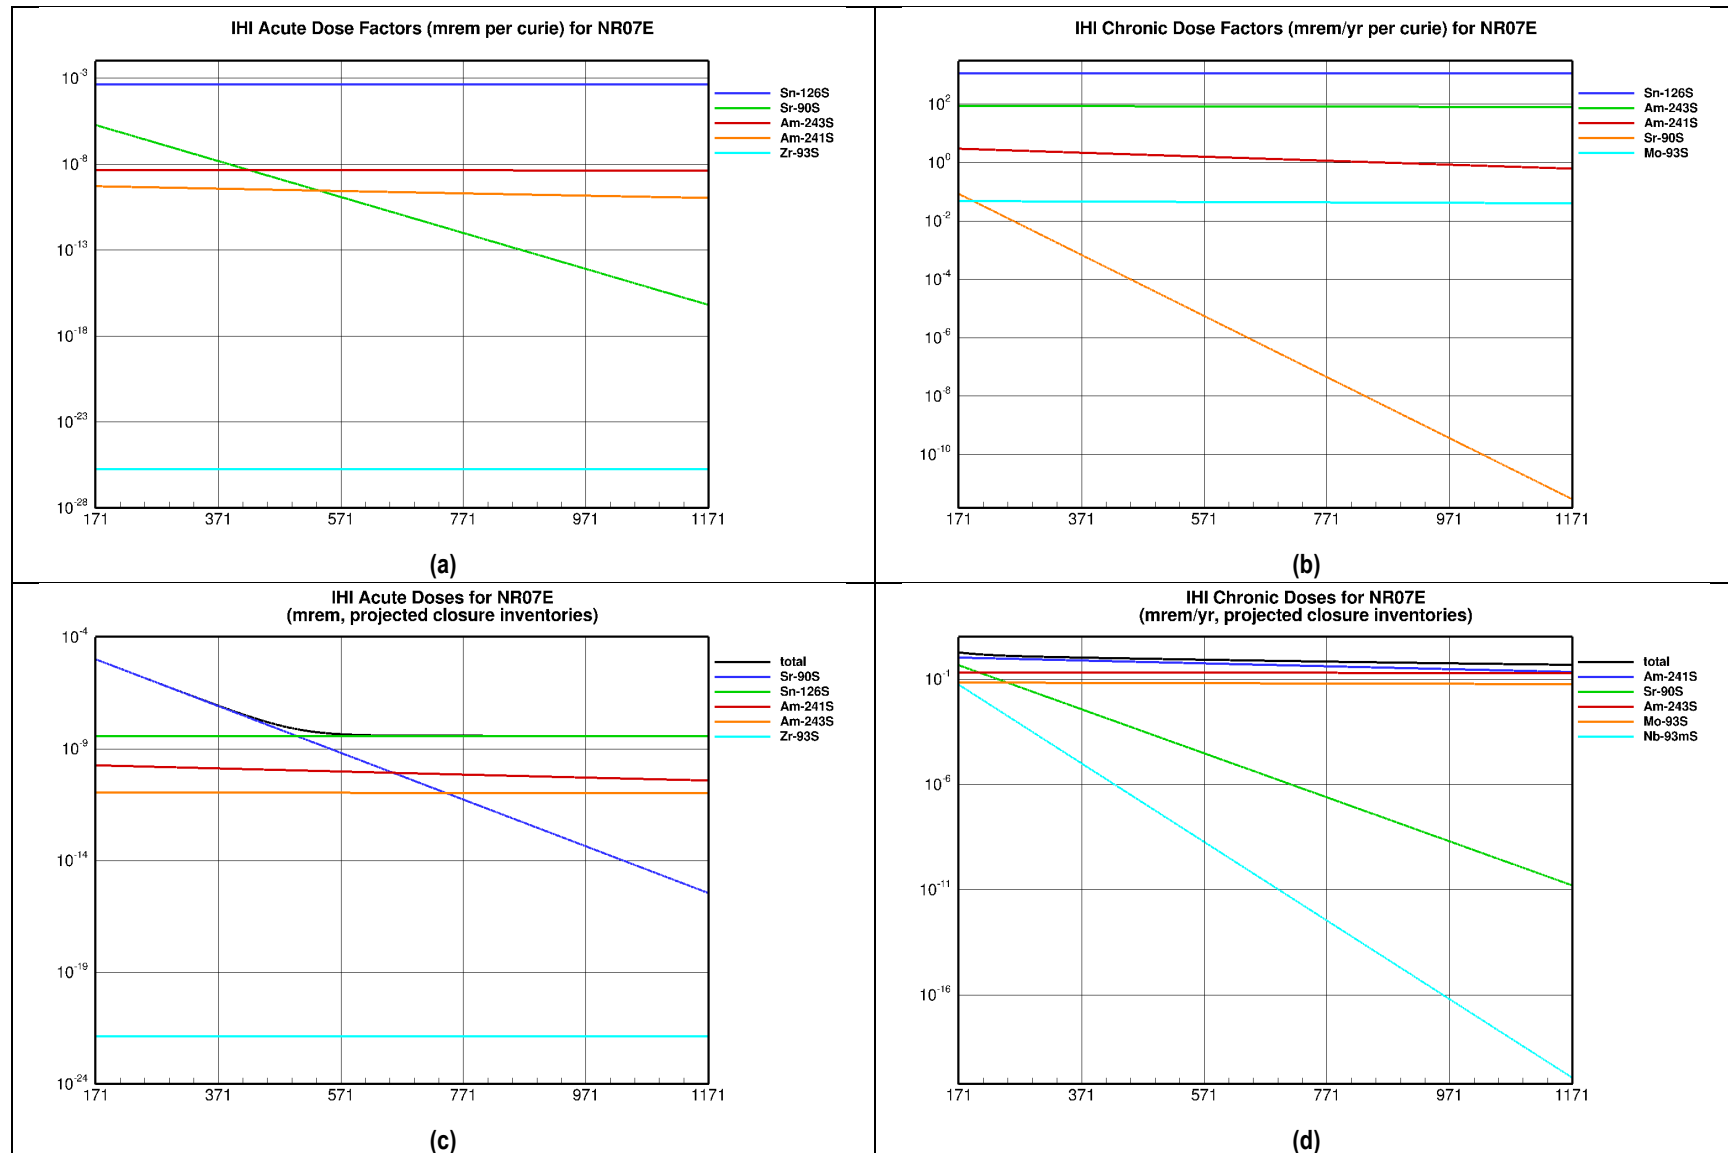 IHI Acute Dose Factors (mrem per curie) for NR07E
10^-3
10^-8
10^-13
10^-18
10^-23
10^-28
171 371 571 771 971 1171
Sn-126S
Sr-90S
Am-243S
Am-241S
Zr-93S
(a)
IHI Chronic Dose Factors (mrem/yr per curie) for NR07E
10^2
10^0
10^-2
10^-4
10^-6
10^-8
10^-10
171 371 571 771 971 1171
Sn-126S
Am-243S
Am-241S
Sr-90S
Mo-93S
(b)
IHI Acute Doses for NR07E
(mrem, projected closure inventories)
10^-4
10^-9
10^-14
10^-19
10^-24
171 371 571 771 971 1171
total
Sr-90S
Sn-126S
Am-241S
Am-243S
Zr-93S
(c)
IHI Chronic Doses for NR07E
(mrem/yr, projected closure inventories)
10^-1
10^-6
10^-11
10^-16
171 371 571 771 971 1171
total
Am-241S
Sr-90S
Am-243S
Mo-93S
Nb-93mS
(d)